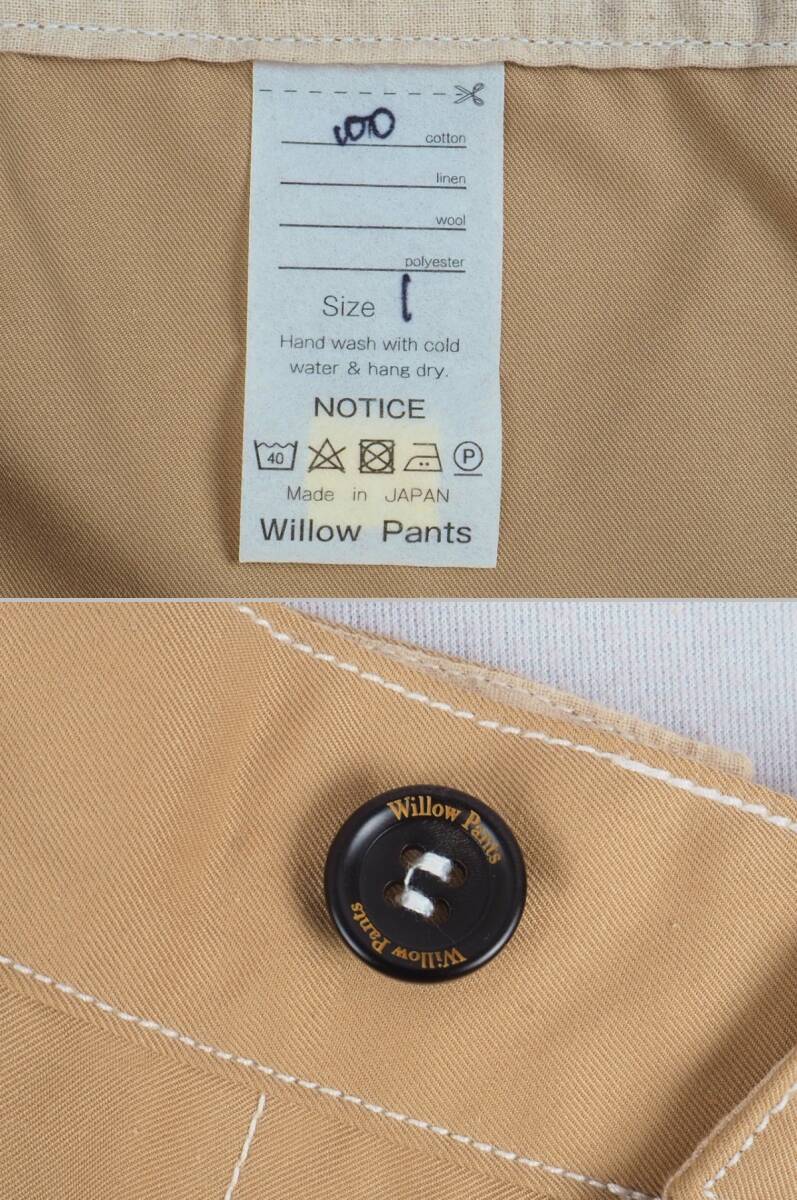 100 cotton
linen
wool
polyester
Size 1
Hand wash with cold
water & hang dry.
NOTICE
40 P
Made in JAPAN
Willow Pants
Willow Pants
Willow Pants